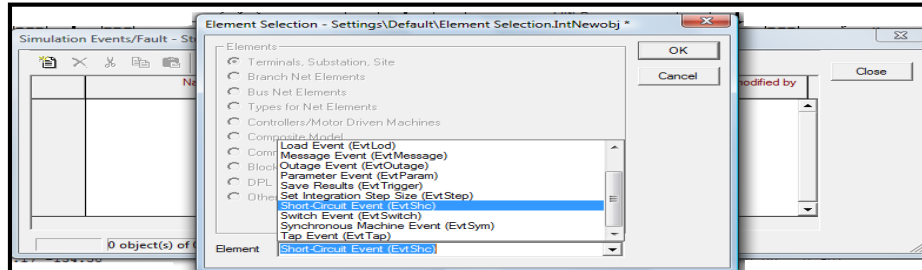 Element Selection - Settings\Default\Element Selection.IntNewobj *
Simulation Events/Fault - St
Elements
Terminals, Substation, Site
Branch Net Elements
Bus Net Elements
Types for Net Elements
Controllers/Motor Driven Machines
Composite Model
Block
DPL
Othe
OK
Cancel
Close
Na
modified by
Load Event (EvtLod)
Message Event (EvtMessage)
Outage Event (EvtOutage)
Parameter Event (EvtParam)
Save Results (EvtTrigger)
Set Integration Step Size (EvtStep)
Short-Circuit Event (EvtShc)
Switch Event (EvtSwitch)
Synchronous Machine Event (EvtSym)
Tap Event (EvtTap)
0 object(s) of
Element
Short-Circuit Event (EvtShc)